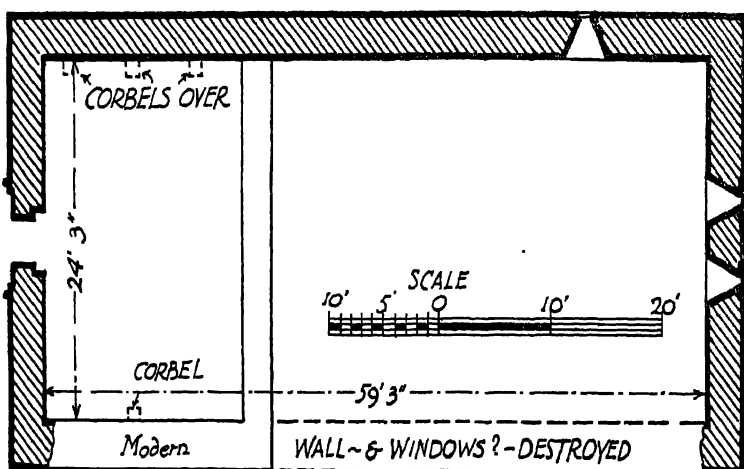 CORBELS OVER
24' 3"
SCALE
10' 5' 0 10' 20'
CORBEL
59' 3"
Modern
WALL ~ & WINDOWS ? - DESTROYED